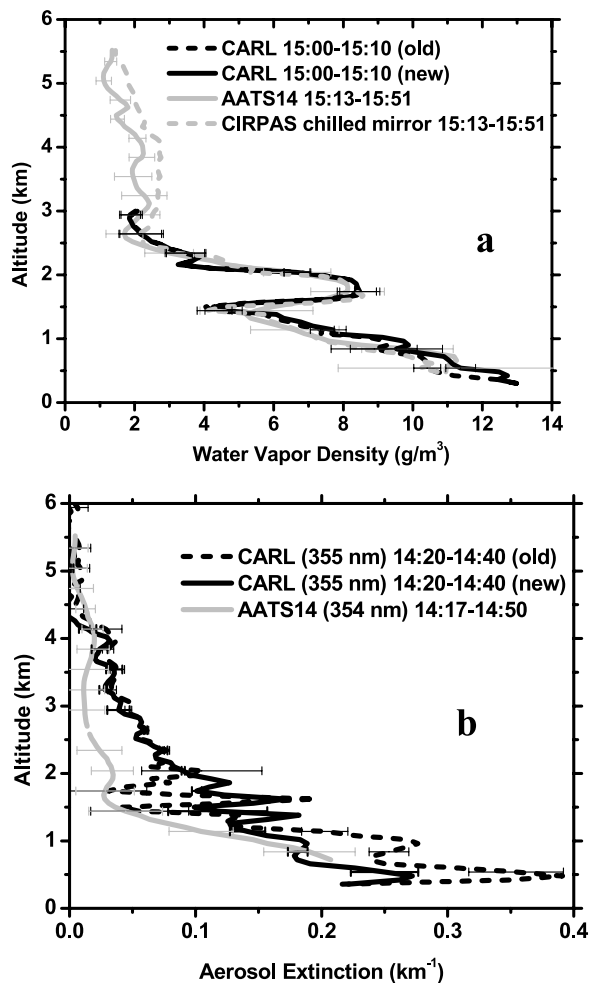 6
5
4
3
2
1
0
Altitude (km)
CARL 15:00-15:10 (old)
CARL 15:00-15:10 (new)
AATS14 15:13-15:51
CIRPAS chilled mirror 15:13-15:51
a
0 2 4 6 8 10 12 14
Water Vapor Density (g/m³)
6
5
4
3
2
1
0
Altitude (km)
CARL (355 nm) 14:20-14:40 (old)
CARL (355 nm) 14:20-14:40 (new)
AATS14 (354 nm) 14:17-14:50
b
0.0 0.1 0.2 0.3 0.4
Aerosol Extinction (km⁻¹)